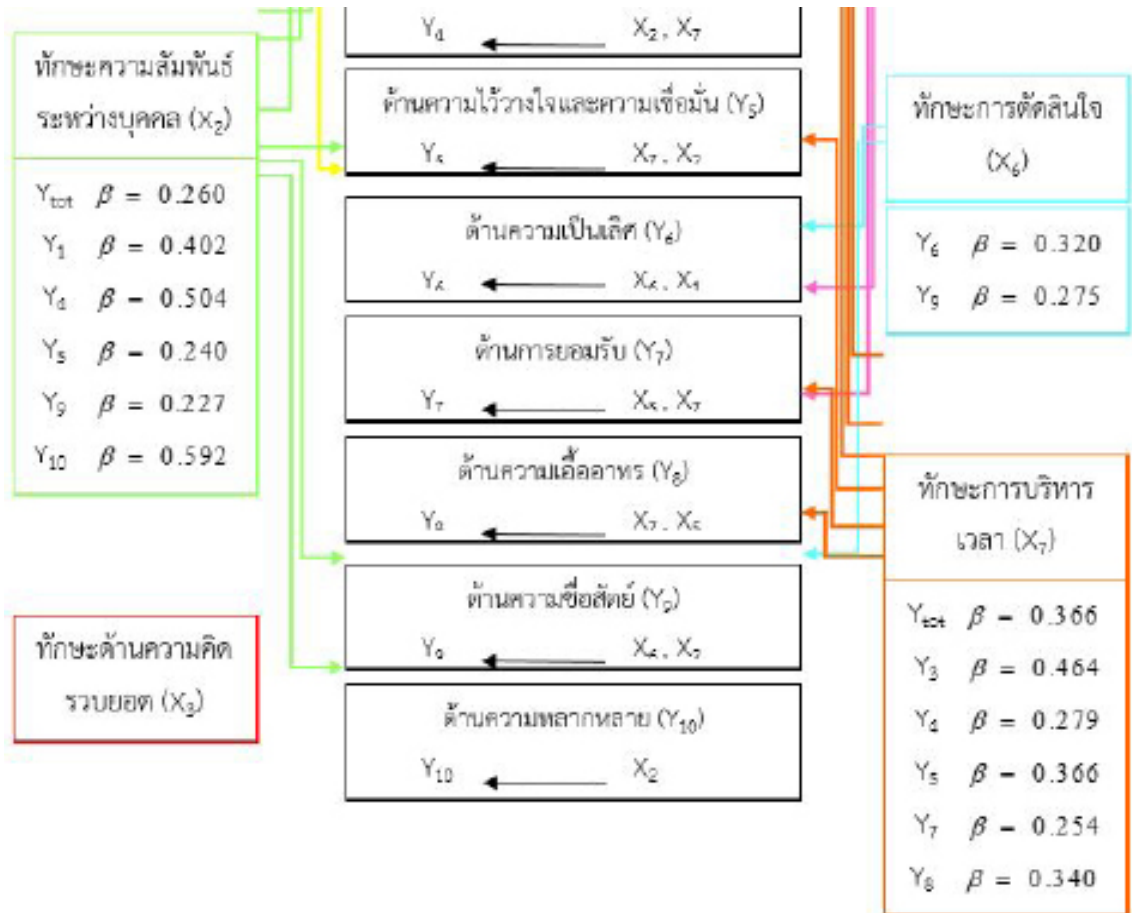 ทักษะความสัมพันธ์
ระหว่างบุคคล (X₂)
Y_tot β = 0.260
Y₁ β = 0.402
Y₄ β = 0.504
Y₅ β = 0.240
Y₉ β = 0.227
Y₁₀ β = 0.592
ทักษะด้านความคิด
รวบยอด (X₃)
Y₄ X₂ , X₇
ด้านความไว้วางใจและความเชื่อมั่น (Y₅)
Y₅ X₇ , X₂
ด้านความเป็นเลิศ (Y₆)
Y₆ X₆ , X₁
ด้านการยอมรับ (Y₇)
Y₇ X₅ , X₇
ด้านความเอื้ออาทร (Y₈)
Y₈ X₇ , X₅
ด้านความซื่อสัตย์ (Y₉)
Y₉ X₆ , X₂
ด้านความหลากหลาย (Y₁₀)
Y₁₀ X₂
ทักษะการตัดสินใจ
(X₆)
Y₆ β = 0.320
Y₉ β = 0.275
ทักษะการบริหาร
เวลา (X₇)
Y_tot β = 0.366
Y₃ β = 0.464
Y₄ β = 0.279
Y₅ β = 0.366
Y₇ β = 0.254
Y₈ β = 0.340